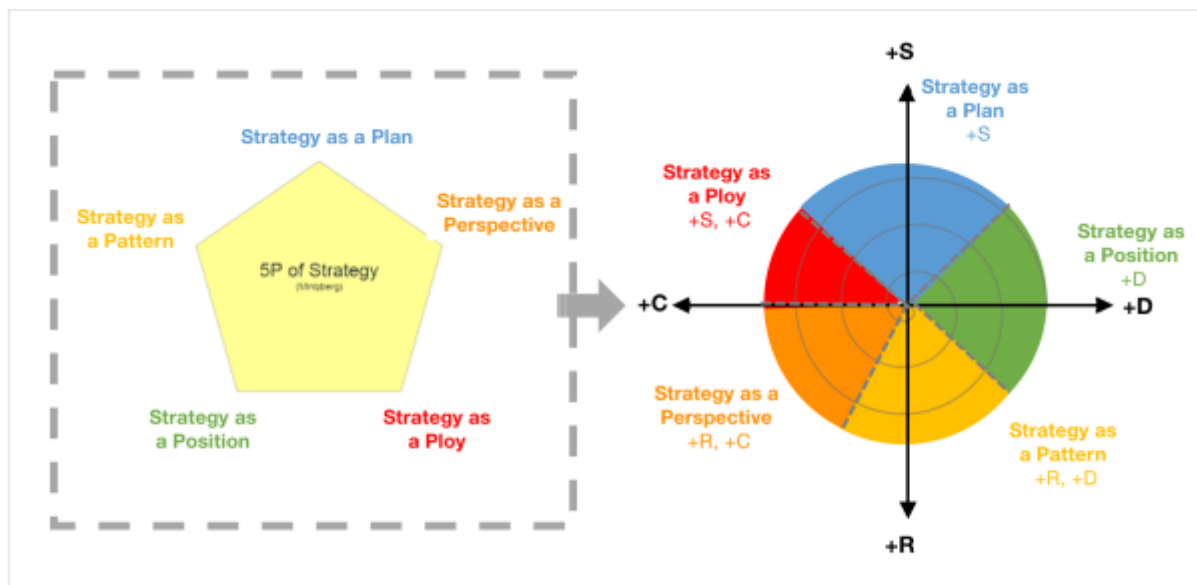 Strategy as a Plan
Strategy as
a Pattern
Strategy as a
Perspective
5P of Strategy
(Mintzberg)
Strategy as
a Position
Strategy as
a Ploy
+S
Strategy as
a Plan
+S
Strategy as
a Ploy
+S, +C
Strategy as
a Position
+D
+C
+D
Strategy as a
Perspective
+R, +C
Strategy as
a Pattern
+R, +D
+R